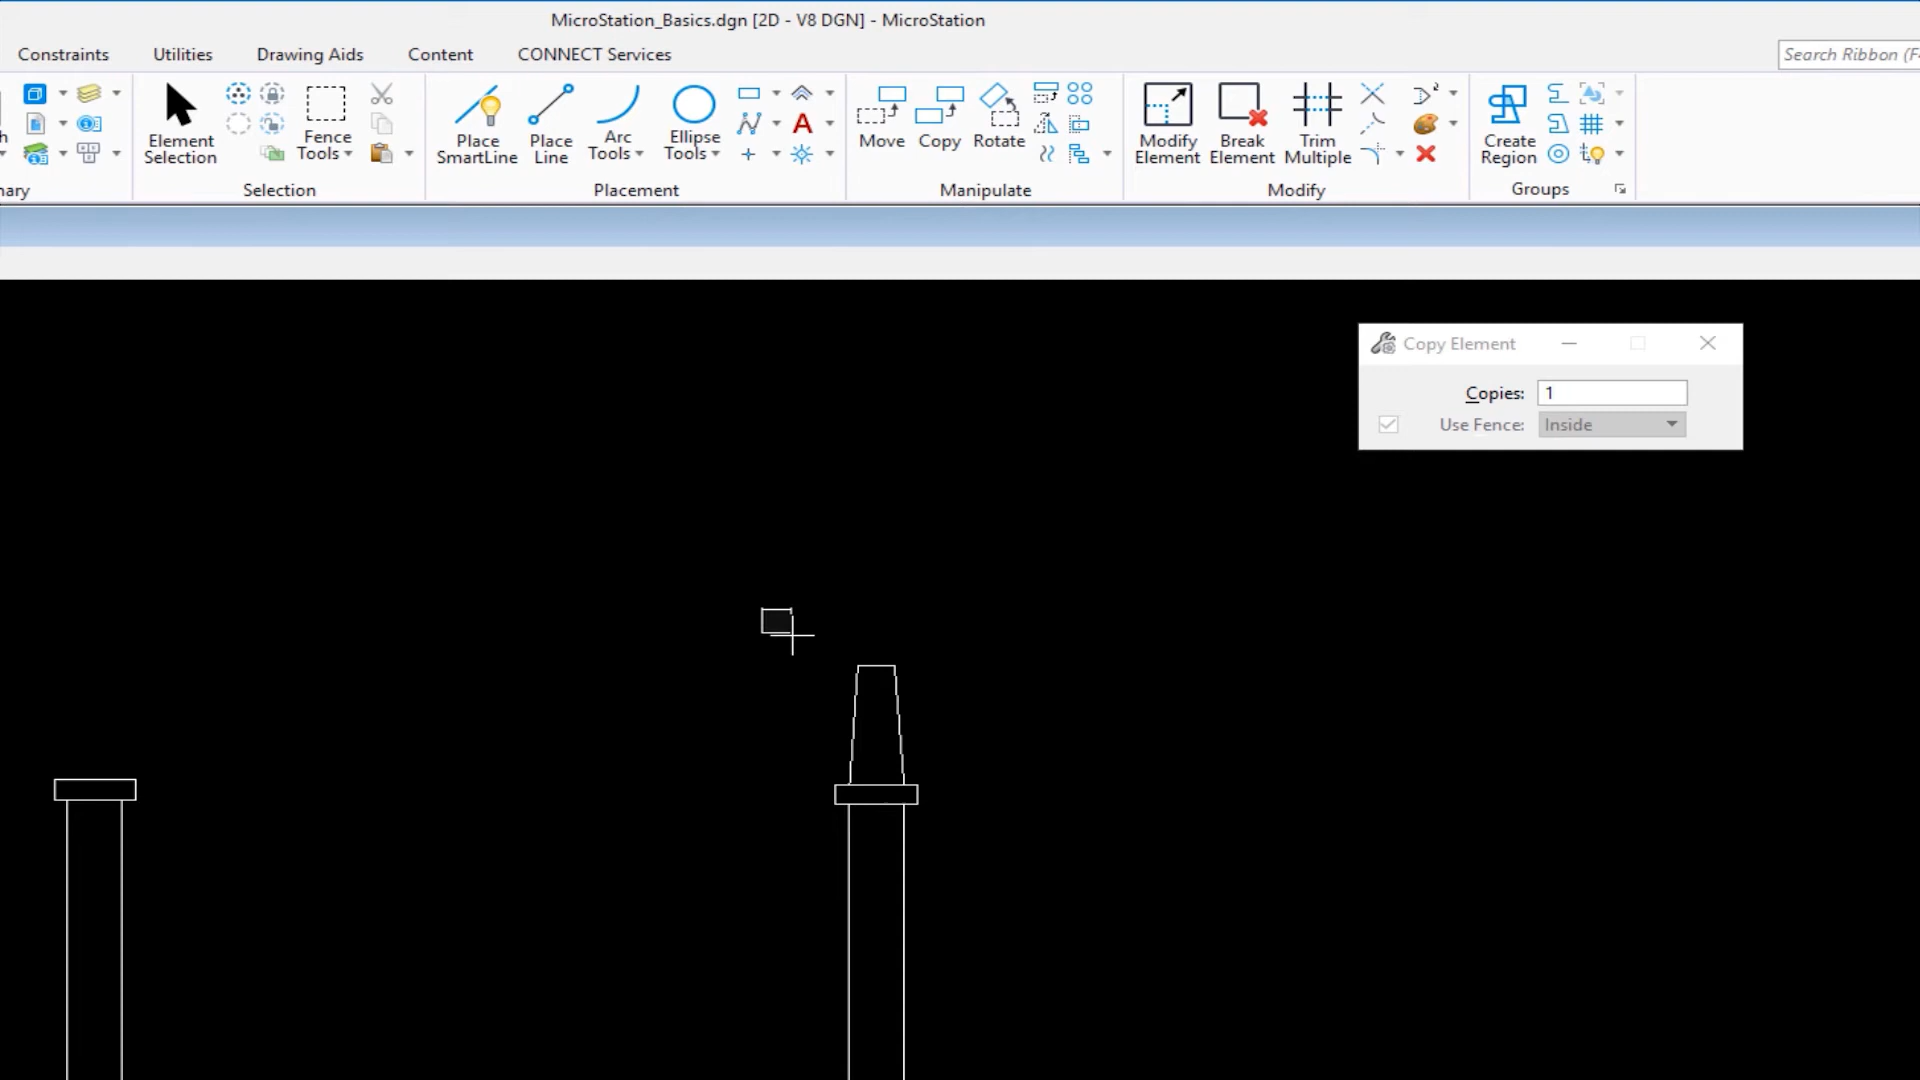 MicroStation_Basics.dgn [2D - V8 DGN] - MicroStation
Constraints Utilities Drawing Aids Content CONNECT Services
Search Ribbon (F4
Element
Selection
Fence
Tools
Selection
Place
SmartLine
Place
Line
Arc
Tools
Ellipse
Tools
Placement
Move
Copy
Rotate
Manipulate
Modify
Element
Break
Element
Trim
Multiple
Modify
Create
Region
Groups
Copy Element
Copies: 1
Use Fence: Inside